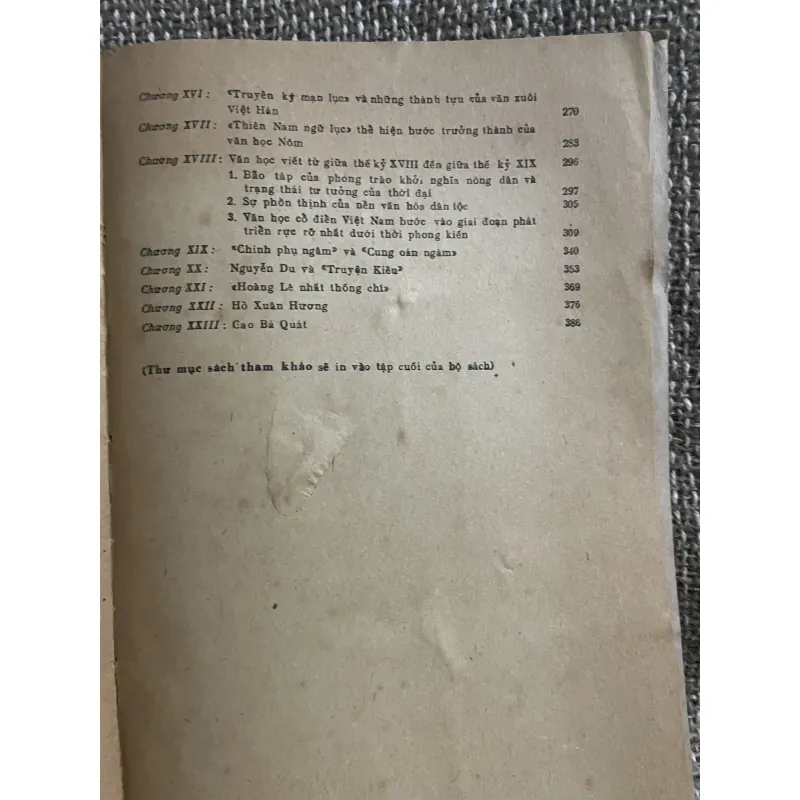 Chương XVI : «Truyền kỳ mạn lục» và những thành tựu của văn xuôi
Việt Hán 270
Chương XVII : «Thiên Nam ngữ lục» thể hiện bước trưởng thành của
văn học Nôm 283
Chương XVIII : Văn học viết từ giữa thế kỷ XVIII đến giữa thế kỷ XIX 296
1. Bão táp của phong trào khởi nghĩa nông dân và
trạng thái tư tưởng của thời đại 297
2. Sự phồn thịnh của nền văn hóa dân tộc 305
3. Văn học cổ điển Việt Nam bước vào giai đoạn phát
triển rực rỡ nhất dưới thời phong kiến 309
Chương XIX : «Chinh phụ ngâm» và «Cung oán ngâm» 340
Chương XX : Nguyễn Du và «Truyện Kiều» 353
Chương XXI : «Hoàng Lê nhất thống chí» 369
Chương XXII : Hồ Xuân Hương 376
Chương XXIII : Cao Bá Quát 386
(Thư mục sách tham khảo sẽ in vào tập cuối của bộ sách)